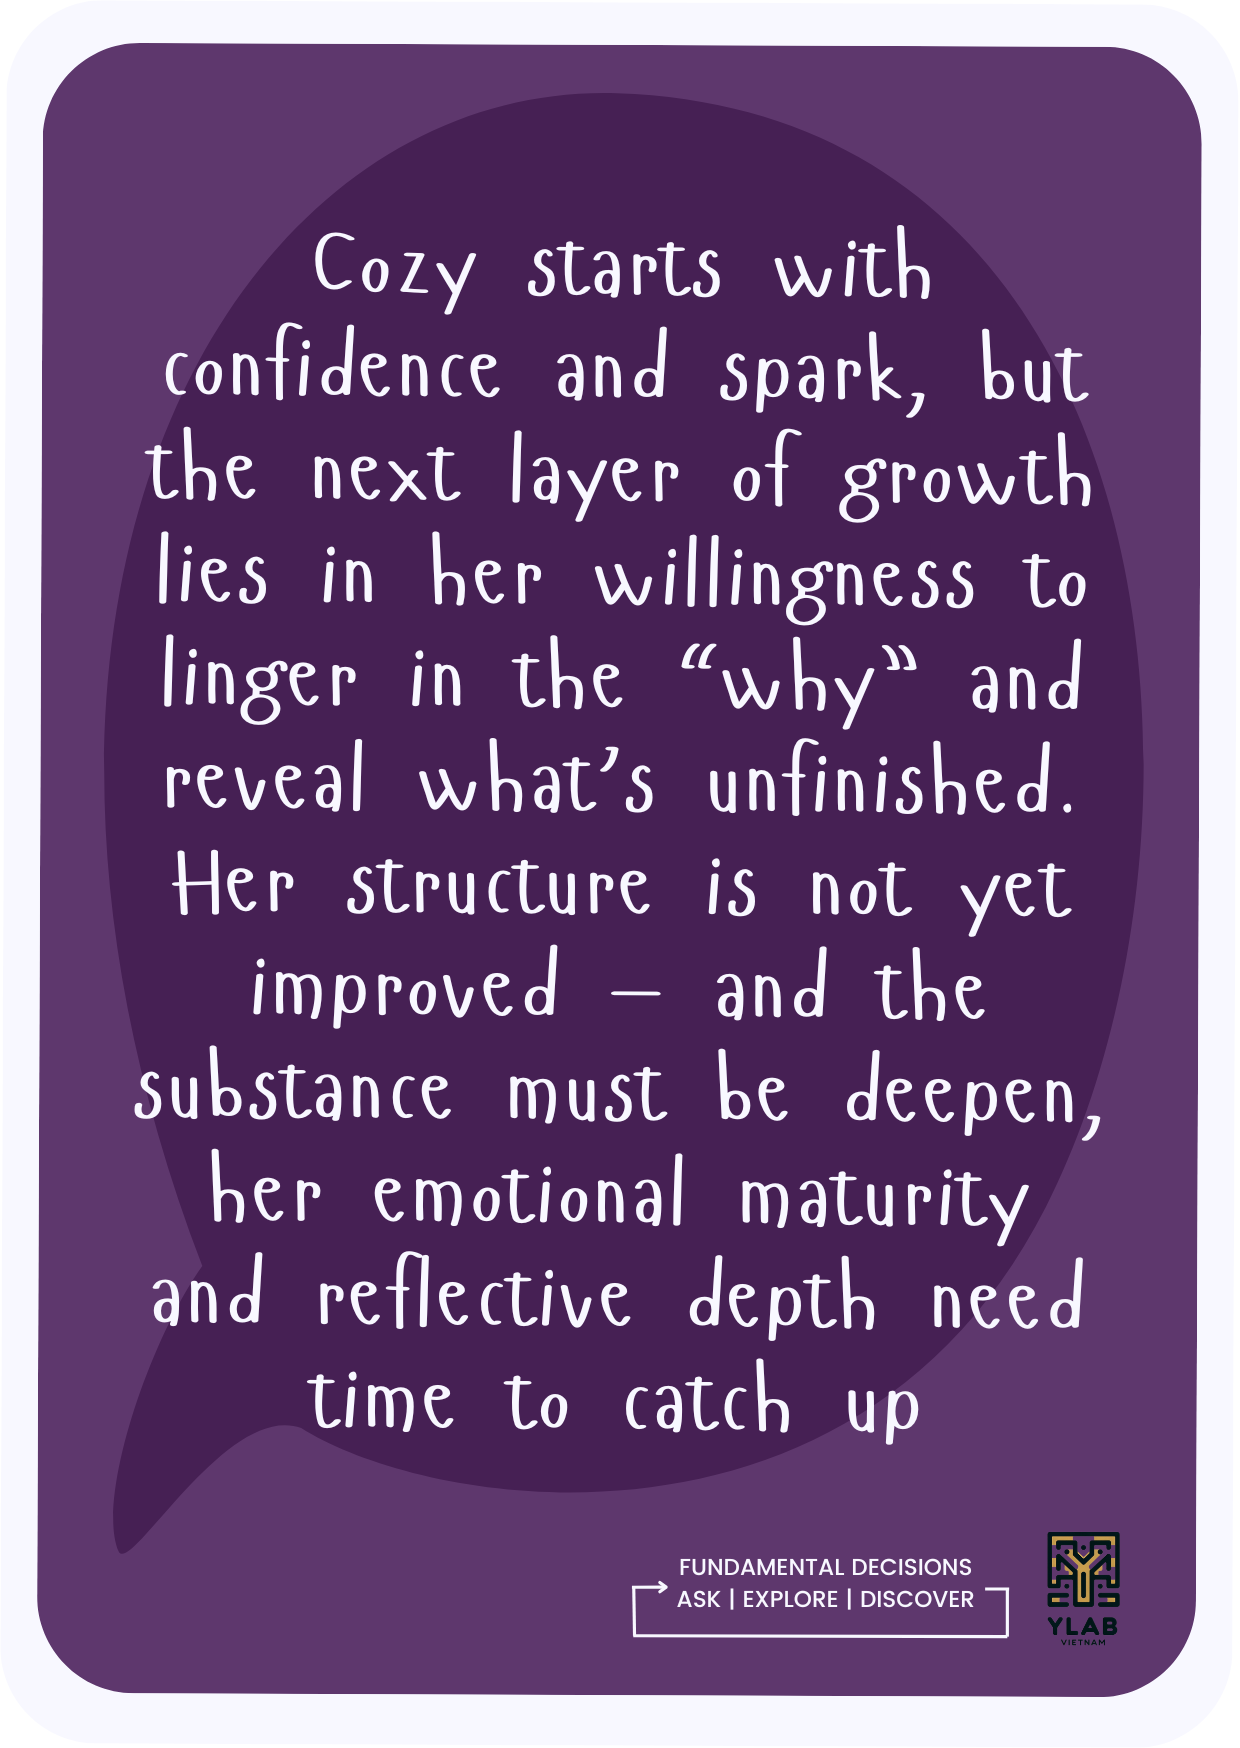 Cozy starts with
confidence and spark, but
the next layer of growth
lies in her willingness to
linger in the “why” and
reveal what’s unfinished.
Her structure is not yet
improved – and the
substance must be deepen,
her emotional maturity
and reflective depth need
time to catch up
FUNDAMENTAL DECISIONS
ASK | EXPLORE | DISCOVER
YLAB
VIETNAM